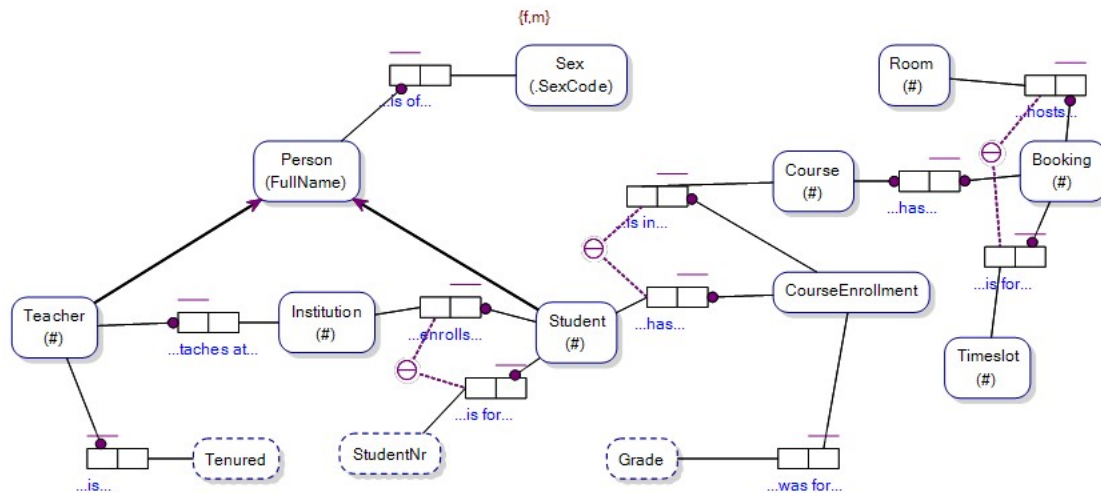 {f,m}
Sex
(.SexCode)
...is of...
Room
(#)
...hosts...
Person
(FullName)
Course
(#)
...has...
Booking
(#)
...is in...
...is for...
Teacher
(#)
...taches at...
Institution
(#)
...enrolls...
Student
(#)
...has...
CourseEnrollment
Timeslot
(#)
...is for...
...is...
Tenured
StudentNr
Grade
...was for...